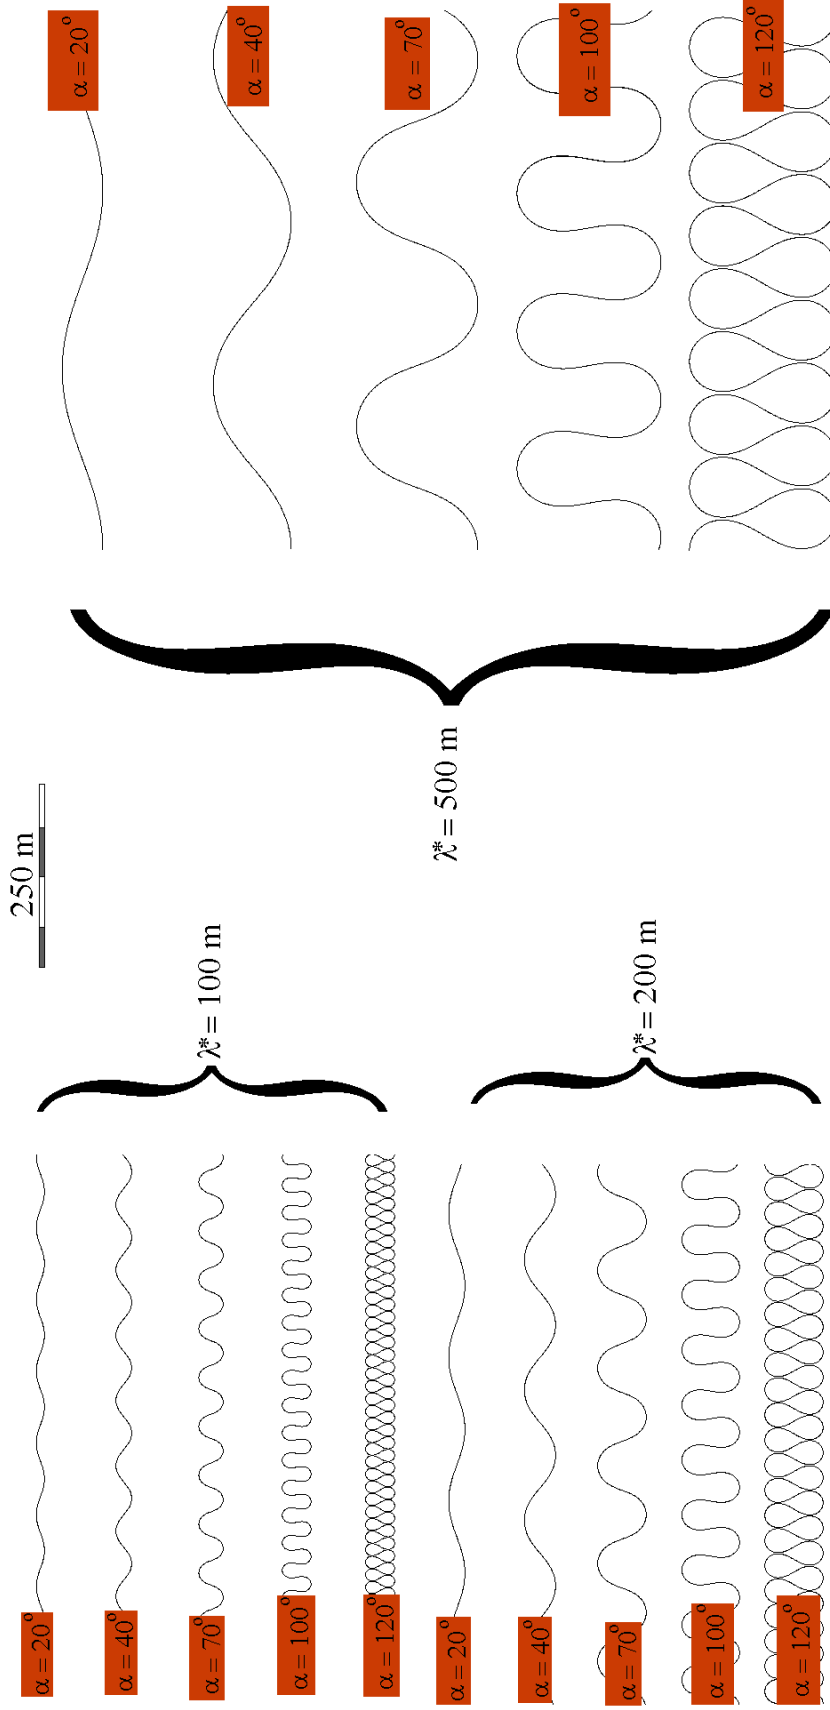 250 m
λ* = 100 m
α = 20°
α = 40°
α = 70°
α = 100°
α = 120°
λ* = 200 m
α = 20°
α = 40°
α = 70°
α = 100°
α = 120°
λ* = 500 m
α = 20°
α = 40°
α = 70°
α = 100°
α = 120°